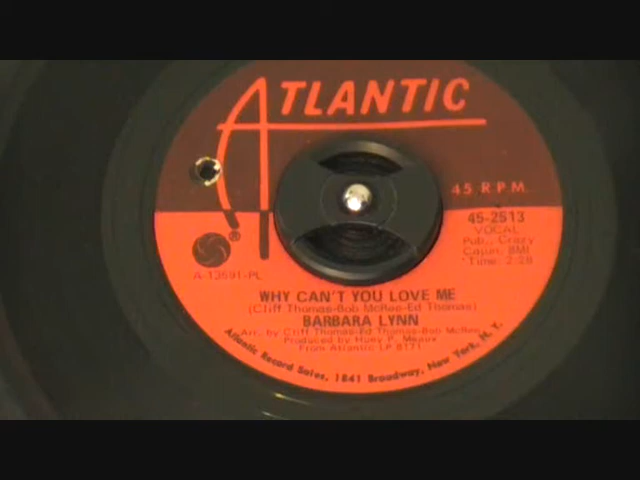 ATLANTIC
45 R.P.M.
45-2513
VOCAL
Pub., Crazy
Cajun, BMI
Time: 2:28
®
A-13591-PL
WHY CAN'T YOU LOVE ME
(Cliff Thomas-Bob McRee-Ed Thomas)
BARBARA LYNN
Arr. by Cliff Thomas-Ed Thomas-Bob McRee
Produced by Huey P. Meaux
From Atlantic LP 8171
Atlantic Record Sales, 1841 Broadway, New York, N.Y.